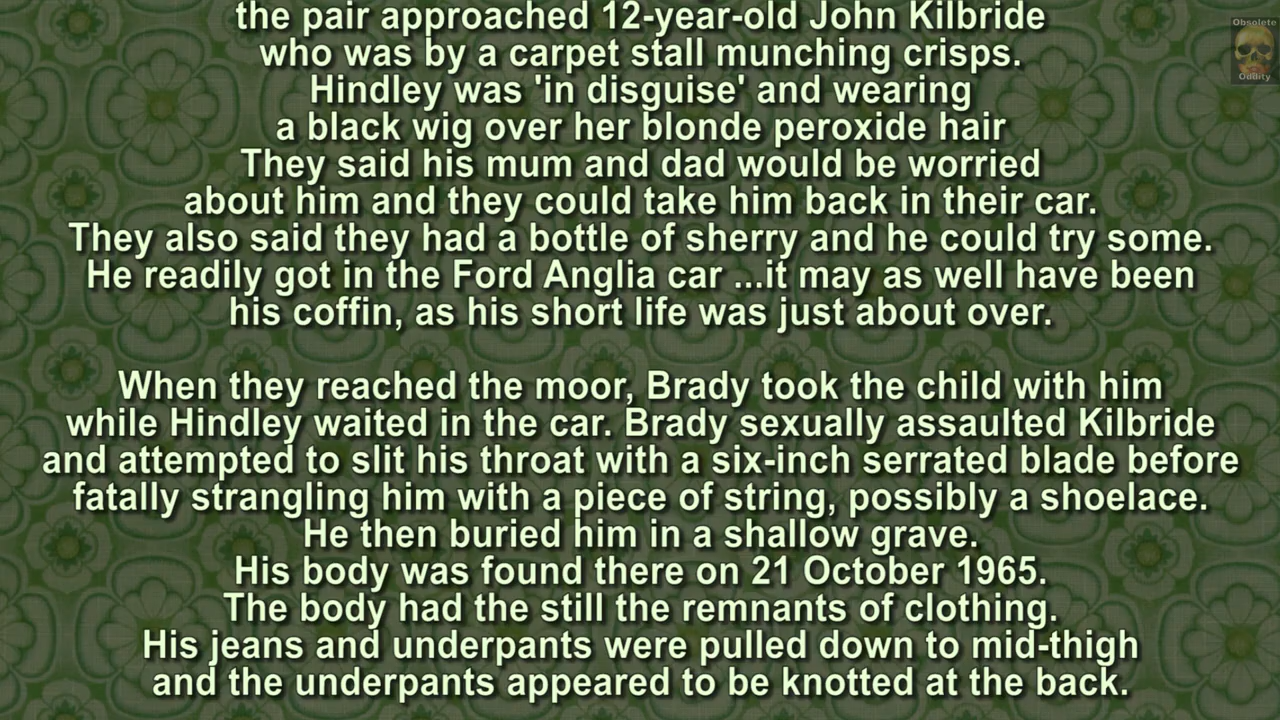 the pair approached 12-year-old John Kilbride
who was by a carpet stall munching crisps.
Hindley was 'in disguise' and wearing
a black wig over her blonde peroxide hair
They said his mum and dad would be worried
about him and they could take him back in their car.
They also said they had a bottle of sherry and he could try some.
He readily got in the Ford Anglia car ...it may as well have been
his coffin, as his short life was just about over.
When they reached the moor, Brady took the child with him
while Hindley waited in the car. Brady sexually assaulted Kilbride
and attempted to slit his throat with a six-inch serrated blade before
fatally strangling him with a piece of string, possibly a shoelace.
He then buried him in a shallow grave.
His body was found there on 21 October 1965.
The body had the still the remnants of clothing.
His jeans and underpants were pulled down to mid-thigh
and the underpants appeared to be knotted at the back.
Obsolete
Oddity